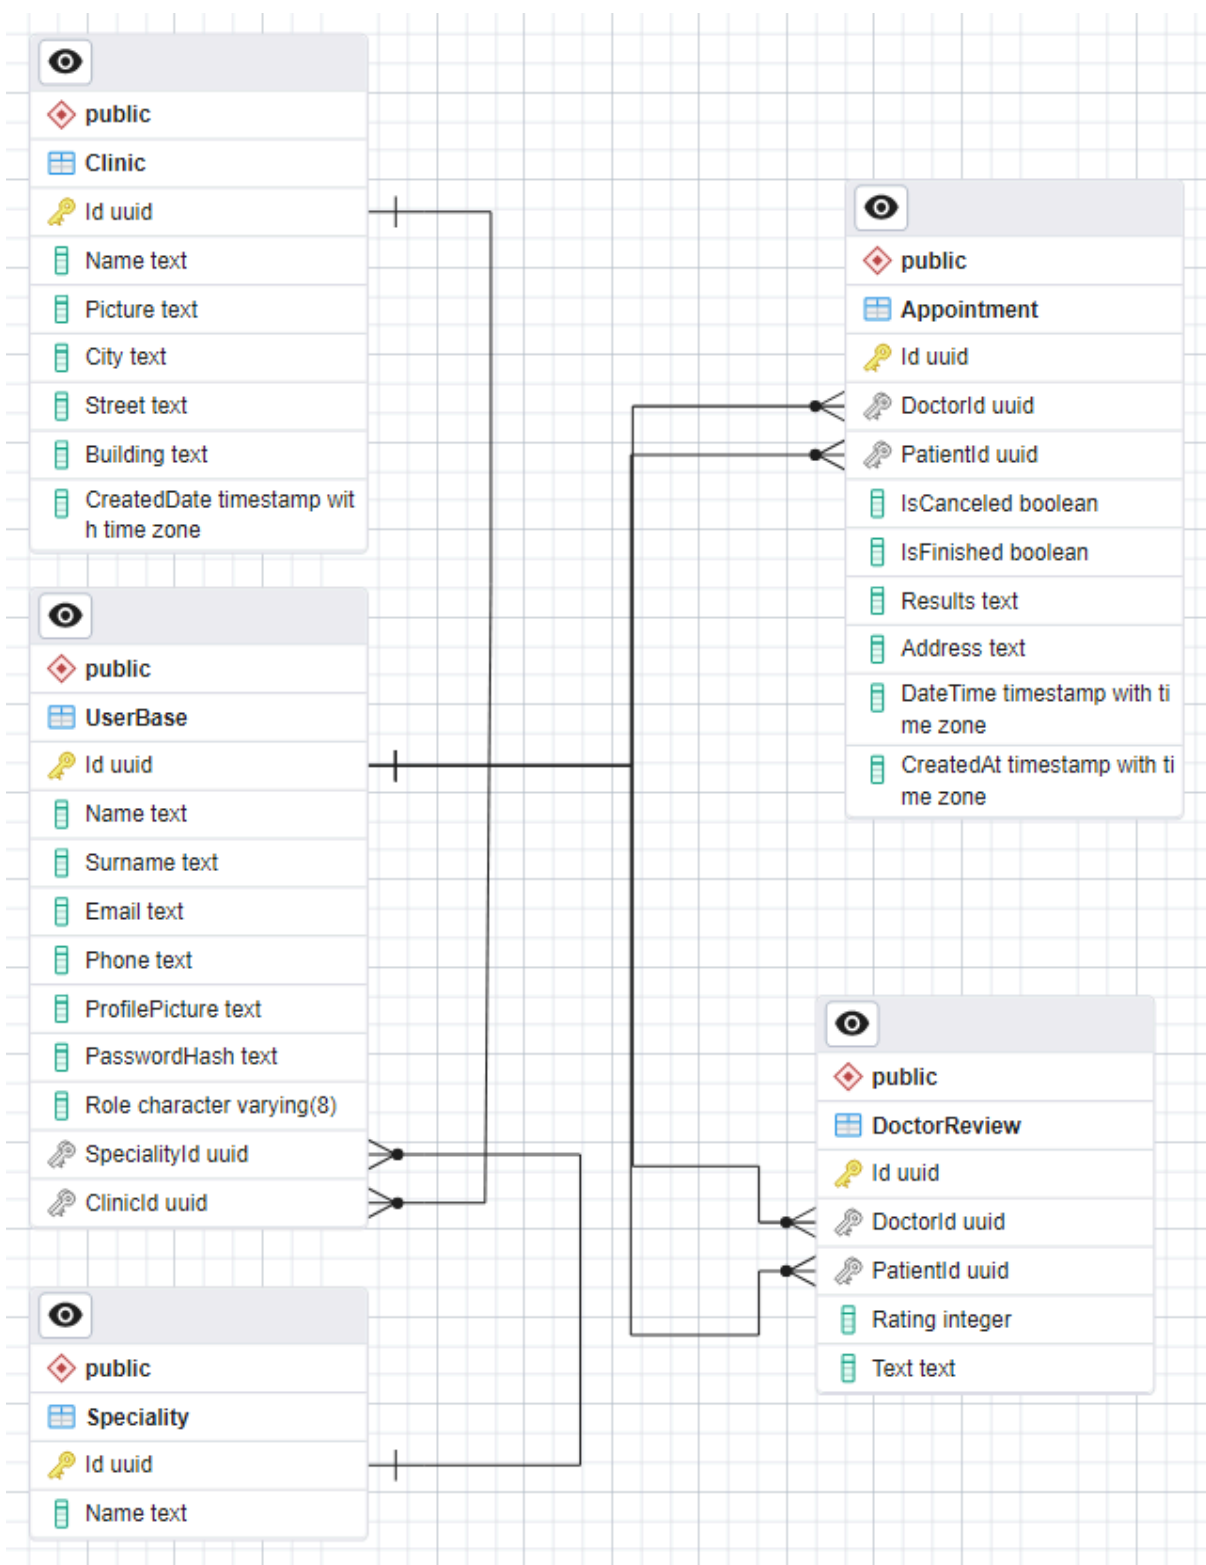 public
Clinic
Id uuid
Name text
Picture text
City text
Street text
Building text
CreatedDate timestamp wit
h time zone
public
UserBase
Id uuid
Name text
Surname text
Email text
Phone text
ProfilePicture text
PasswordHash text
Role character varying(8)
SpecialityId uuid
ClinicId uuid
public
Speciality
Id uuid
Name text
public
Appointment
Id uuid
DoctorId uuid
PatientId uuid
IsCanceled boolean
IsFinished boolean
Results text
Address text
DateTime timestamp with ti
me zone
CreatedAt timestamp with ti
me zone
public
DoctorReview
Id uuid
DoctorId uuid
PatientId uuid
Rating integer
Text text